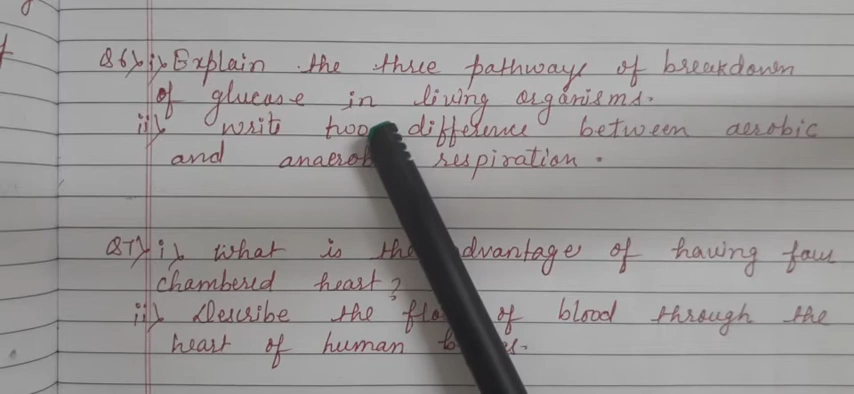 Q6) i) Explain the three pathways of breakdown
of glucase in living organisms.
ii) write two difference between aerobic
and respiration.
Q7) i) what is the advantage of having four
chambered heart?
ii) Describe the of blood through the
heart of human